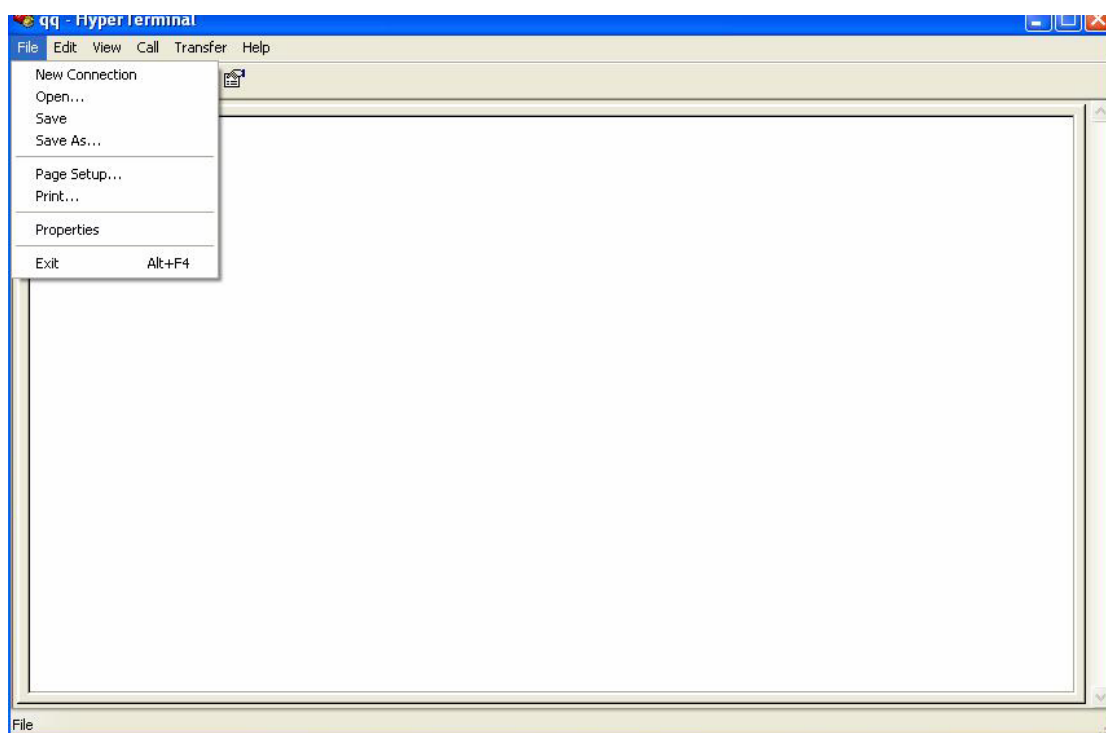 qq - HyperTerminal
File Edit View Call Transfer Help
New Connection
Open...
Save
Save As...
Page Setup...
Print...
Properties
Exit Alt+F4
File